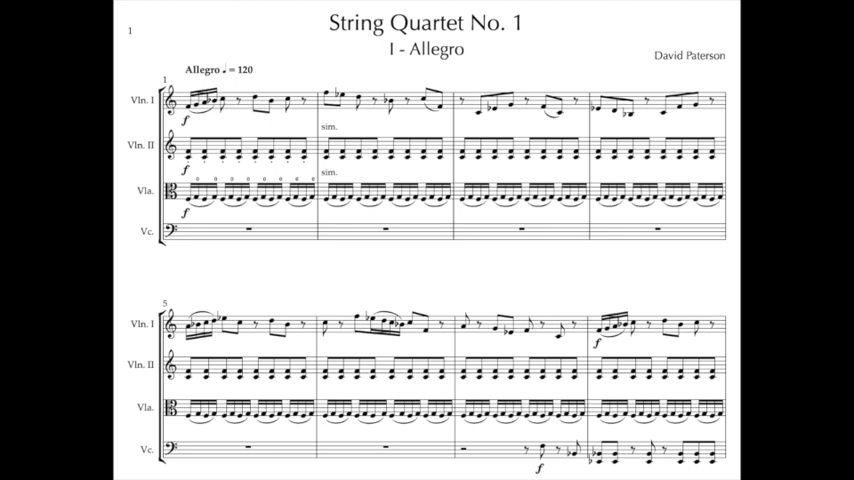 String Quartet No. 1
1
I - Allegro
David Paterson
Allegro ♩ = 120
1
Vln. I
f
sim.
Vln. II
f
sim.
o o o o o o o o
Vla.
f
Vc.
5
Vln. I
f
Vln. II
Vla.
Vc.
f